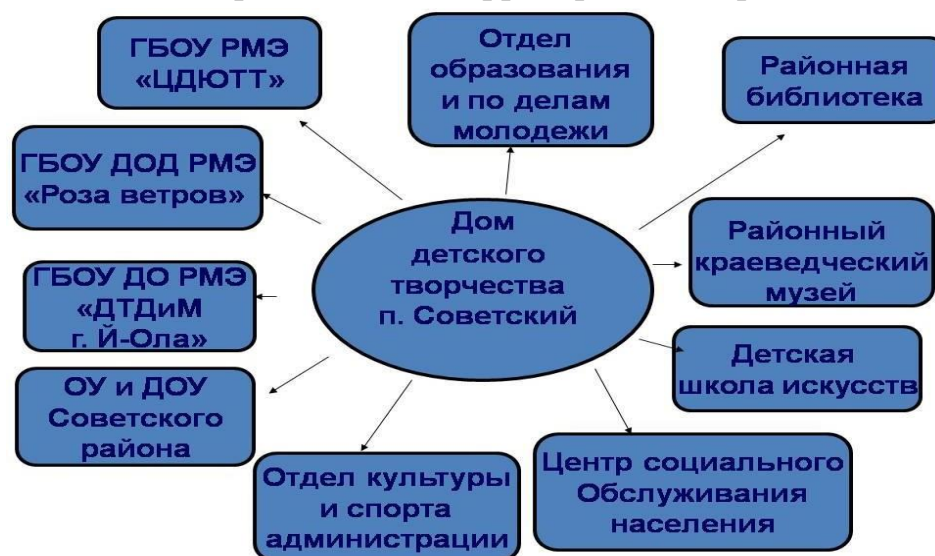 ГБОУ РМЭ
«ЦДЮТТ»
Отдел
образования
и по делам
молодежи
Районная
библиотека
ГБОУ ДОД РМЭ
«Роза ветров»
Дом
детского
творчества
п. Советский
Районный
краеведческий
музей
ГБОУ ДО РМЭ
«ДТДиМ
г. Й-Ола»
Детская
школа искусств
ОУ и ДОУ
Советского
района
Отдел культуры
и спорта
администрации
Центр социального
Обслуживания
населения